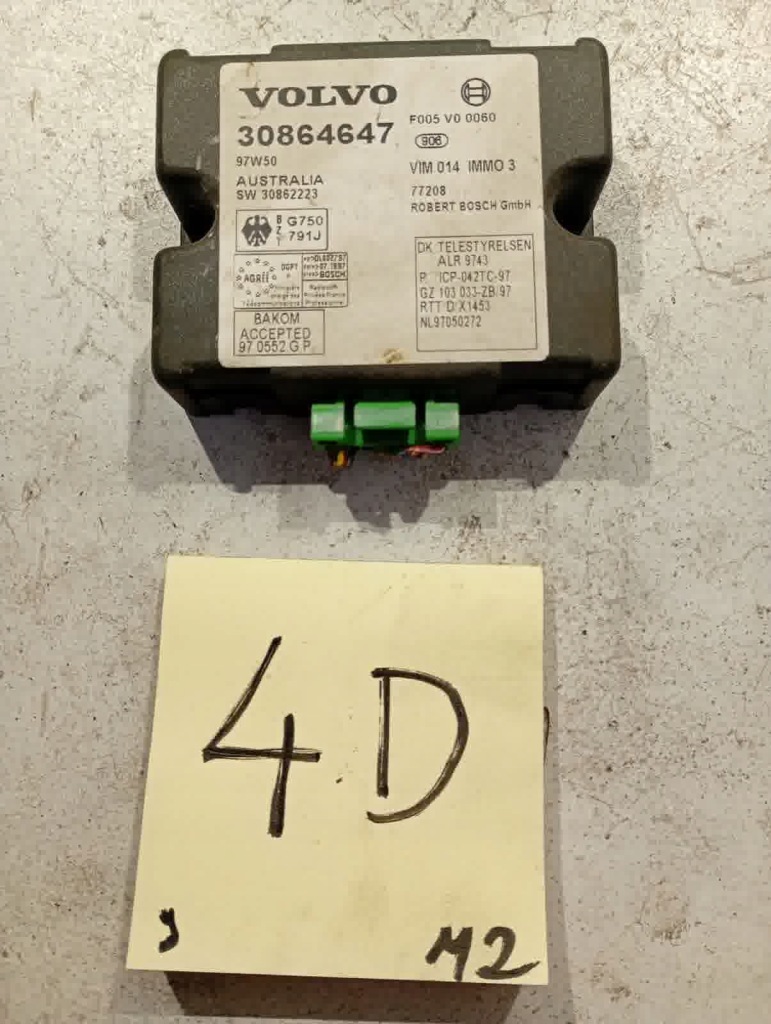 VOLVO
F005 V0 0060
30864647
906
97W50
VIM 014 IMMO 3
AUSTRALIA
77208
SW 30862223
ROBERT BOSCH GmbH
B Z T
G750
791J
AGRÉÉ
DGPT
BOSCH
BAKOM
ACCEPTED
97 0552 G.P.
DK TELESTYRELSEN
ALR 9743
P ICP-042TC-97
GZ 103 033-ZB/97
RTT D X1453
NL97050272
4D
M2